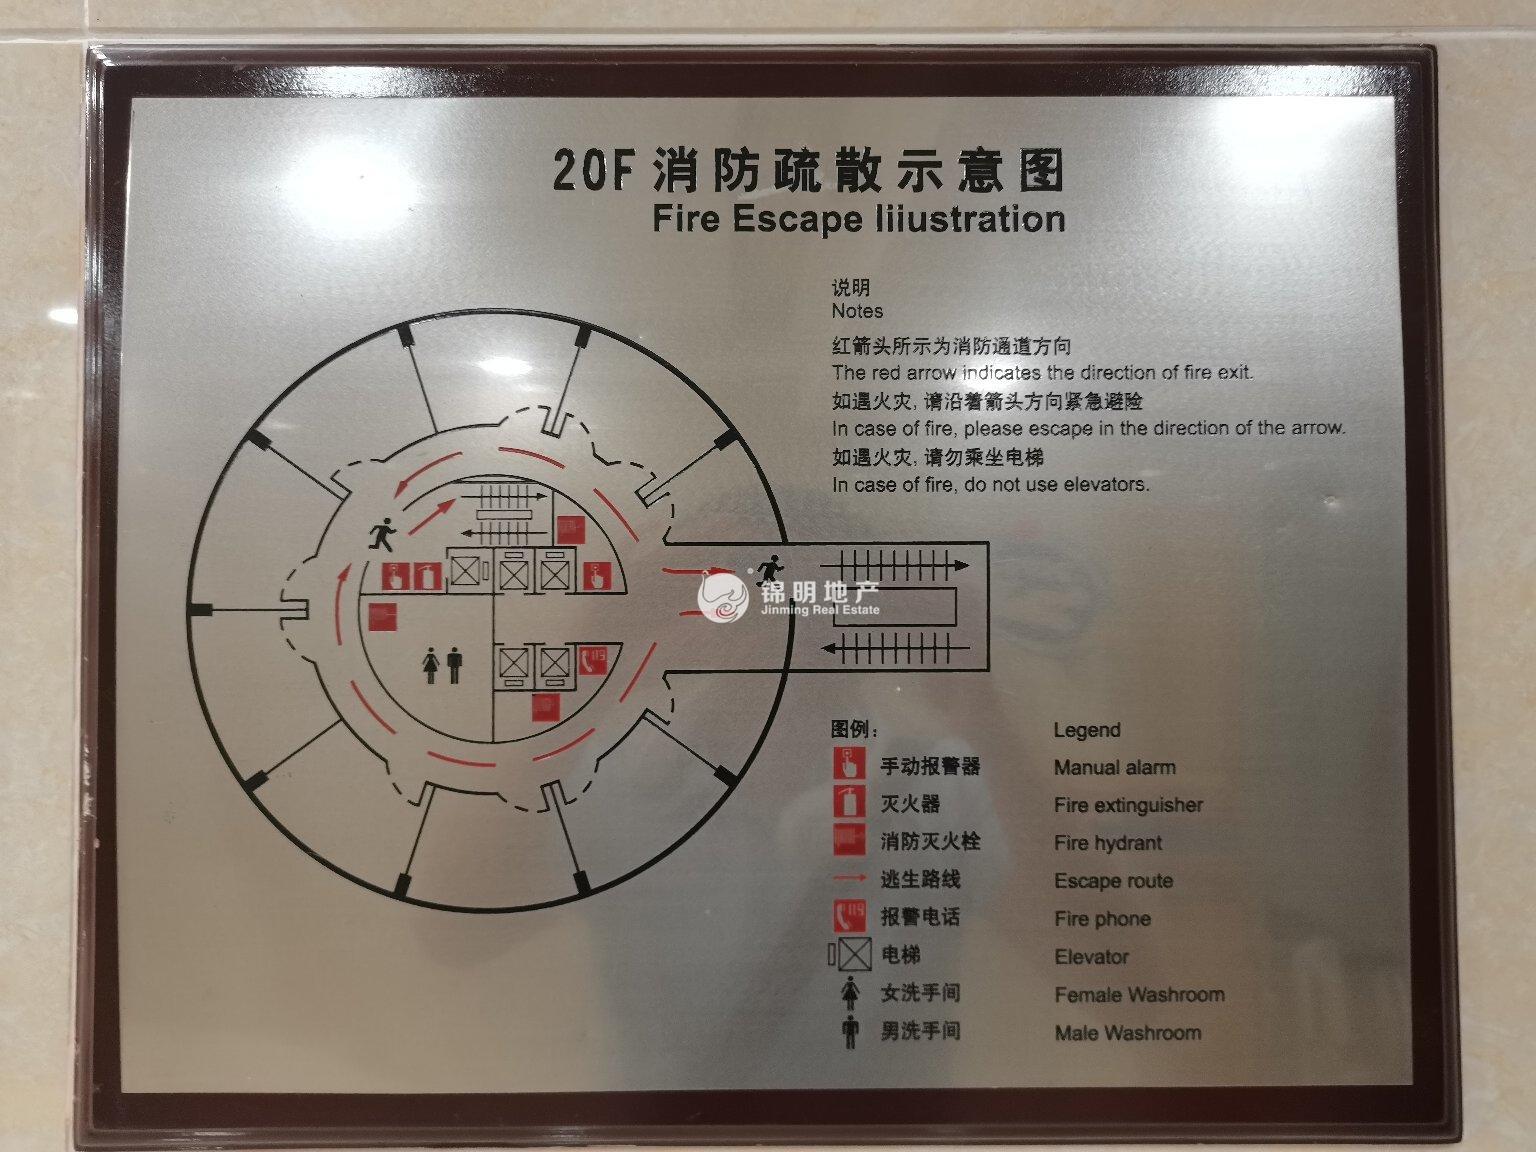 20F 消防疏散示意图
Fire Escape Iiiustration
说明
Notes
红箭头所示为消防通道方向
The red arrow indicates the direction of fire exit.
如遇火灾, 请沿着箭头方向紧急避险
In case of fire, please escape in the direction of the arrow.
如遇火灾, 请勿乘坐电梯
In case of fire, do not use elevators.
119
锦明地产
Jinming Real Estate
图例： Legend
手动报警器 Manual alarm
灭火器 Fire extinguisher
消防灭火栓 Fire hydrant
逃生路线 Escape route
119 报警电话 Fire phone
电梯 Elevator
女洗手间 Female Washroom
男洗手间 Male Washroom